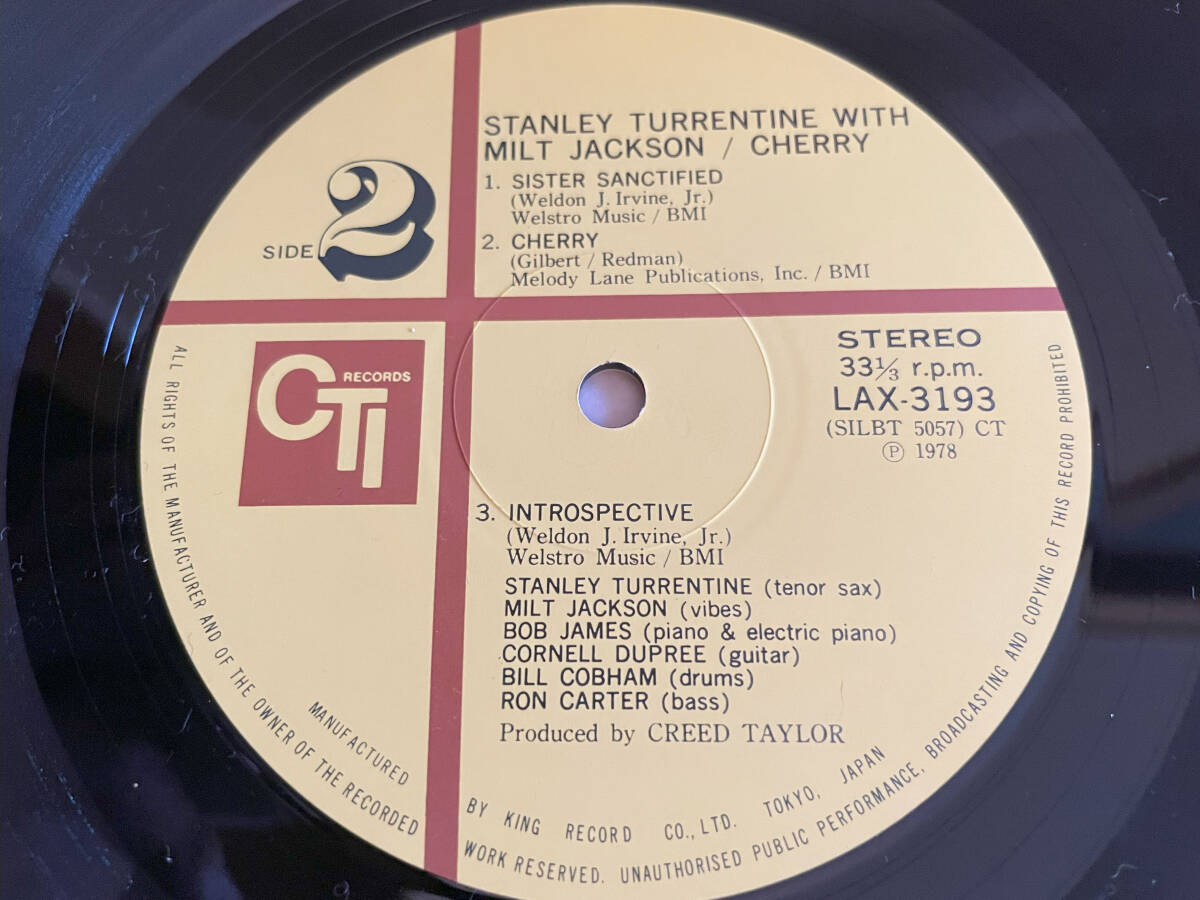 STANLEY TURRENTINE WITH
MILT JACKSON / CHERRY
1. SISTER SANCTIFIED
(Weldon J. Irvine, Jr.)
Welstro Music / BMI
2. CHERRY
(Gilbert / Redman)
Melody Lane Publications, Inc. / BMI
SIDE 2
CTI RECORDS
STEREO
33⅓ r.p.m.
LAX-3193
(SILBT 5057) CT
Ⓟ 1978
3. INTROSPECTIVE
(Weldon J. Irvine, Jr.)
Welstro Music / BMI
STANLEY TURRENTINE (tenor sax)
MILT JACKSON (vibes)
BOB JAMES (piano & electric piano)
CORNELL DUPREE (guitar)
BILL COBHAM (drums)
RON CARTER (bass)
Produced by CREED TAYLOR
MANUFACTURED BY KING RECORD CO., LTD. TOKYO, JAPAN
ALL RIGHTS OF THE MANUFACTURER AND OF THE OWNER OF THE RECORDED WORK RESERVED. UNAUTHORISED PUBLIC PERFORMANCE, BROADCASTING AND COPYING OF THIS RECORD PROHIBITED